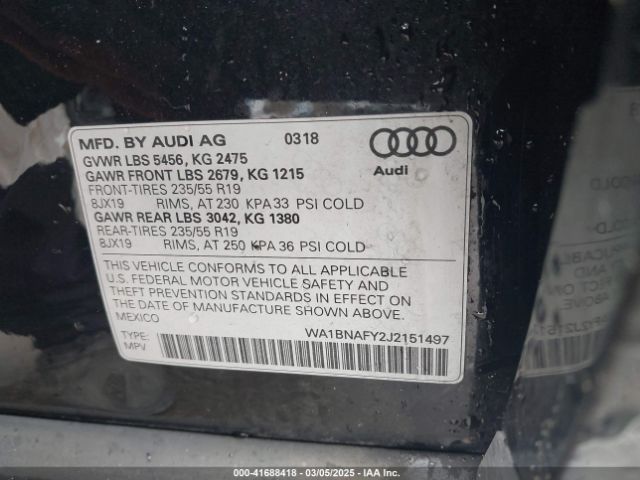 MFD. BY AUDI AG 0318
GVWR LBS 5456, KG 2475
GAWR FRONT LBS 2679, KG 1215
FRONT-TIRES 235/55 R19
8JX19 RIMS, AT 230 KPA 33 PSI COLD
GAWR REAR LBS 3042, KG 1380
REAR-TIRES 235/55 R19
8JX19 RIMS, AT 250 KPA 36 PSI COLD
Audi
THIS VEHICLE CONFORMS TO ALL APPLICABLE
U.S. FEDERAL MOTOR VEHICLE SAFETY AND
THEFT PREVENTION STANDARDS IN EFFECT ON
THE DATE OF MANUFACTURE SHOWN ABOVE.
MEXICO
TYPE: WA1BNAFY2J2151497
MPV
000-41688418 - 03/05/2025 - IAA Inc.